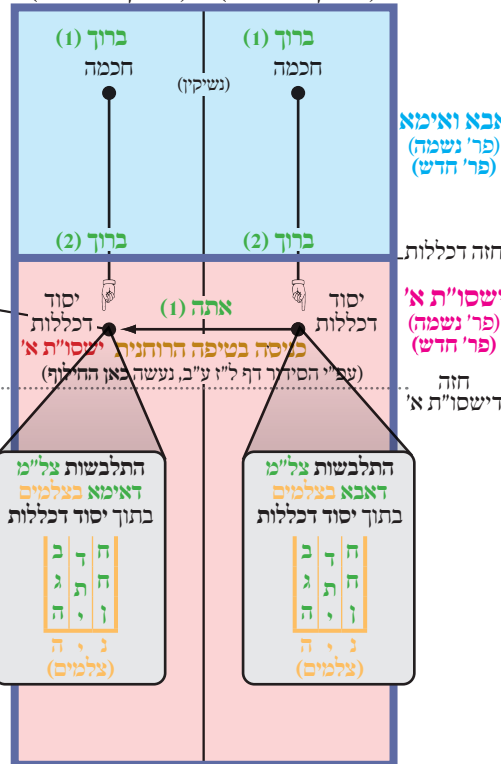 ברוך (1) ברוך (1)
חכמה חכמה
(נשיקין)
אבא ואימא
(פר' נשמה)
(פר' חדש)
ברוך (2) ברוך (2)
חזה דכללות
יסוד
דכללות
אתה (1)
יסוד
דכללות
ישסו"ת א'
(פר' נשמה)
(פר' חדש)
כניסה בטיפה הרוחנית ישסו"ת א'
(עפ"י הסידור דף ל"ז ע"ב, נעשה כאן החילוף)
חזה
דישסו"ת א'
התלבשות צל"מ
דאבא בצלמים
בתוך יסוד דכללות
ח ד ב
ח ת ג
ן י ה
נ י ה
(צלמים)
התלבשות צל"מ
דאימא בצלמים
בתוך יסוד דכללות
ח ד ב
ח ת ג
ן י ה
נ י ה
(צלמים)